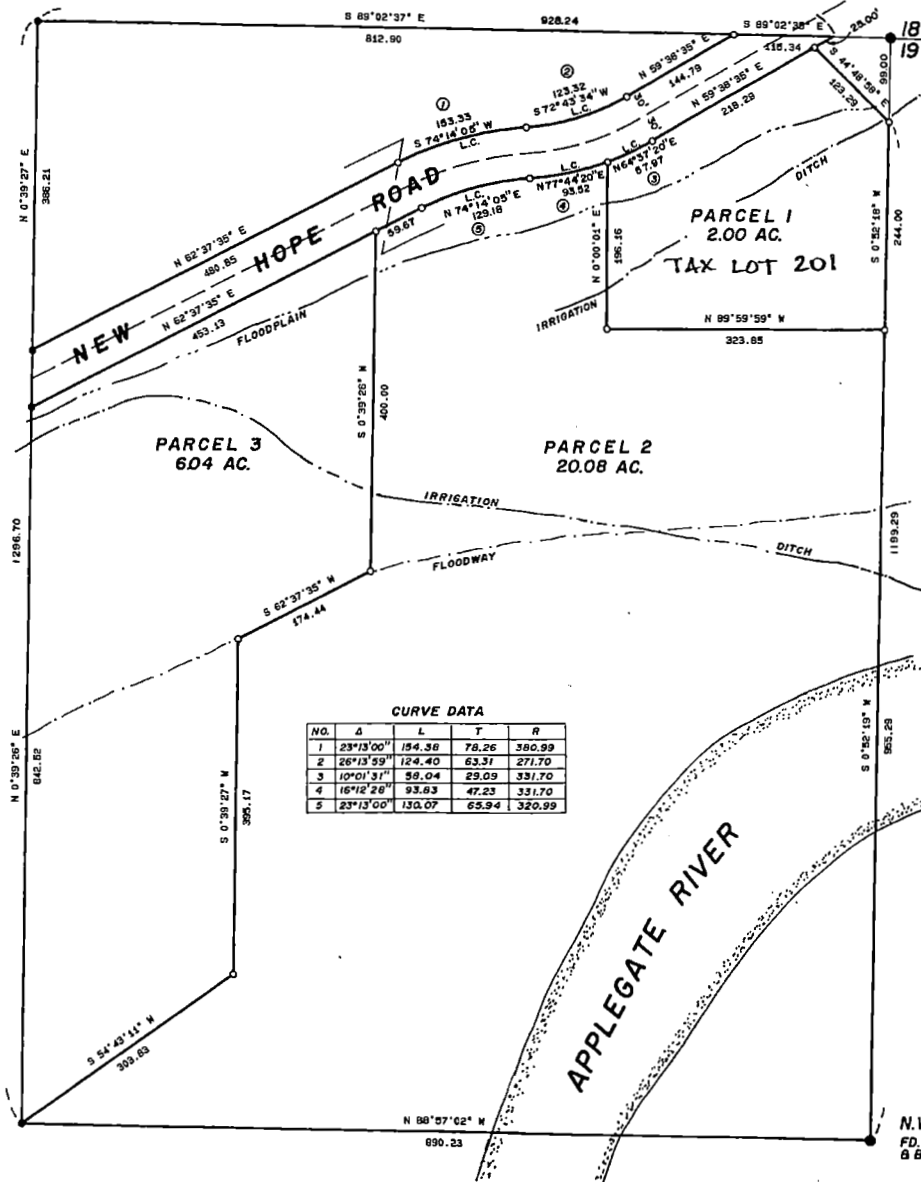 S 89°02'37" E
928.24
812.90
S 89°02'38" E
115.34
25.00'
18
19
99.00
S 44°48'58" E
123.29
N 59°38'35" E
144.79
N 59°38'35" E
218.29
②
123.32
S 72°43'34" W
L.C.
①
153.33
S 74°14'05" W
L.C.
30' 30'
N 0°39'27" E
386.21
N 62°37'35" E
480.85
NEW HOPE ROAD
N 62°37'35" E
453.13
59.67
L.C.
N 74°14'05" E
129.18
⑤
L.C.
N77°44'20"E
93.52
④
L.C.
N64°37'20"E
57.97
③
DITCH
PARCEL 1
2.00 AC.
TAX LOT 201
S 0°52'18" W
244.00
N 0°00'01" E
196.16
IRRIGATION
N 89°59'59" W
323.85
FLOODPLAIN
S 0°39'26" W
400.00
PARCEL 3
6.04 AC.
PARCEL 2
20.08 AC.
IRRIGATION
DITCH
FLOODWAY
1296.70
1199.29
S 62°37'35" W
174.44
N 0°39'26" E
842.52
S 0°39'27" W
395.17
S 0°52'19" W
955.29
CURVE DATA
NO. Δ L T R
1 23°13'00" 154.38 78.26 380.99
2 26°13'59" 124.40 63.31 271.70
3 10°01'31" 58.04 29.09 331.70
4 16°12'28" 93.83 47.23 331.70
5 23°13'00" 130.07 65.94 320.99
APPLEGATE RIVER
S 54°43'11" W
303.83
N 88°57'02" W
890.23
FD.